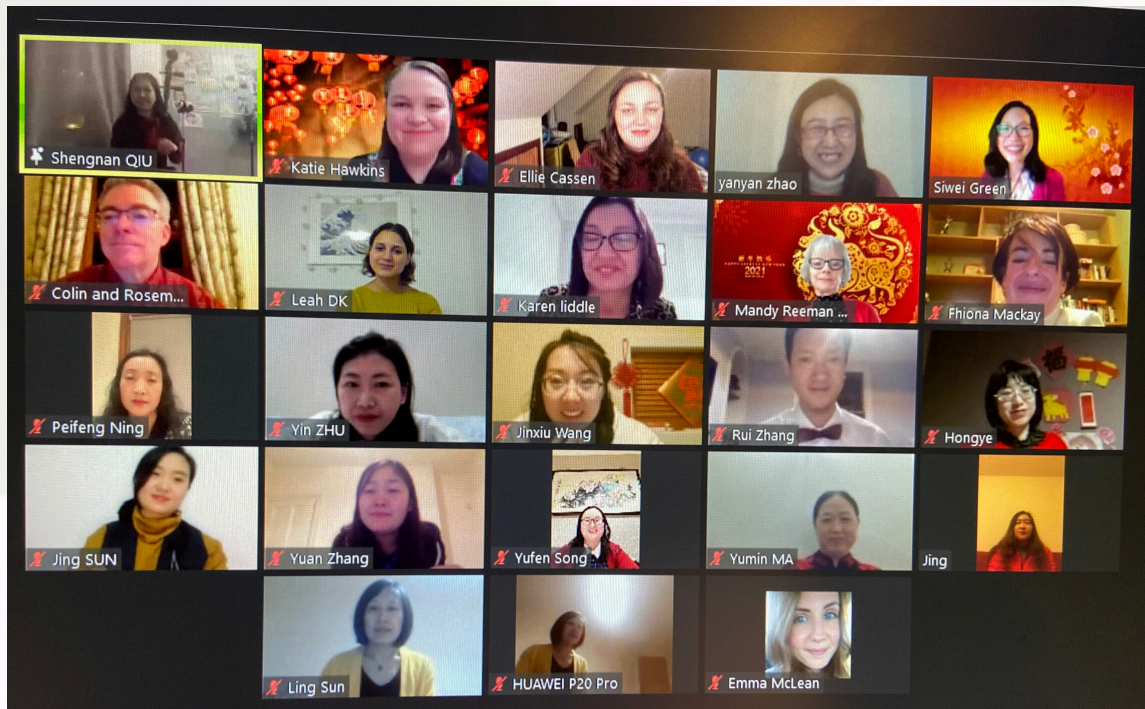 Shengnan QIU
Katie Hawkins
Ellie Cassen
yanyan zhao
Siwei Green
Colin and Rosem...
Leah DK
Karen liddle
2021
Mandy Reeman ...
Fhiona Mackay
Peifeng Ning
Yin ZHU
Jinxiu Wang
Rui Zhang
福
Hongye
Jing SUN
Yuan Zhang
Yufen Song
Yumin MA
Jing
Ling Sun
HUAWEI P20 Pro
Emma McLean